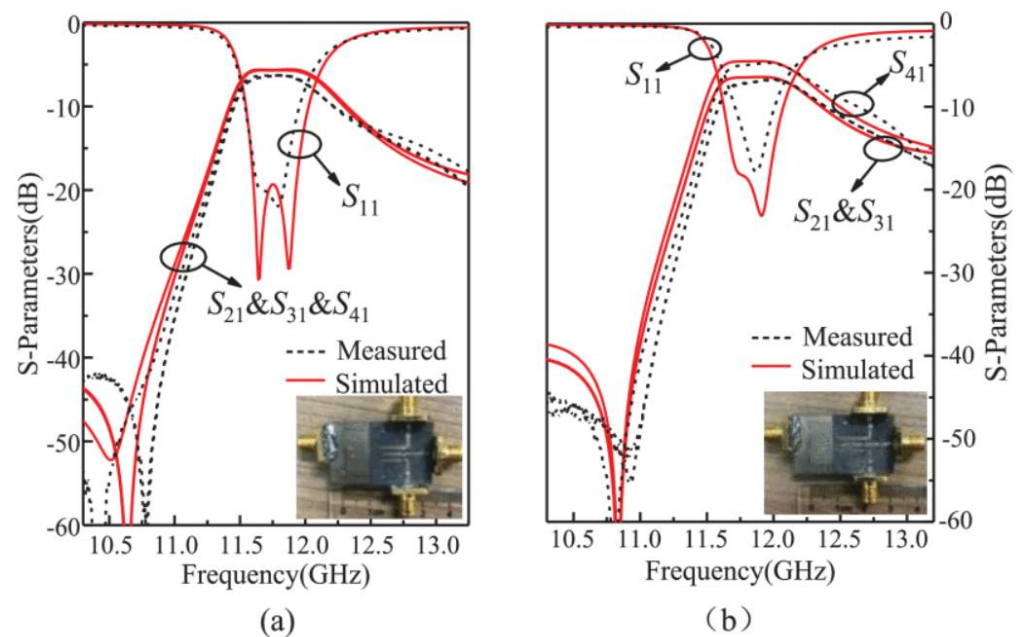 (a)
0
-10
-20
-30
-40
-50
-60
S-Parameters(dB)
S11
S21&S31&S41
Measured
Simulated
10.5 11.0 11.5 12.0 12.5 13.0
Frequency(GHz)
(a)
(b)
0
-10
-20
-30
-40
-50
-60
S-Parameters(dB)
S11
S41
S21&S31
Measured
Simulated
10.5 11.0 11.5 12.0 12.5 13.0
Frequency(GHz)
(b)